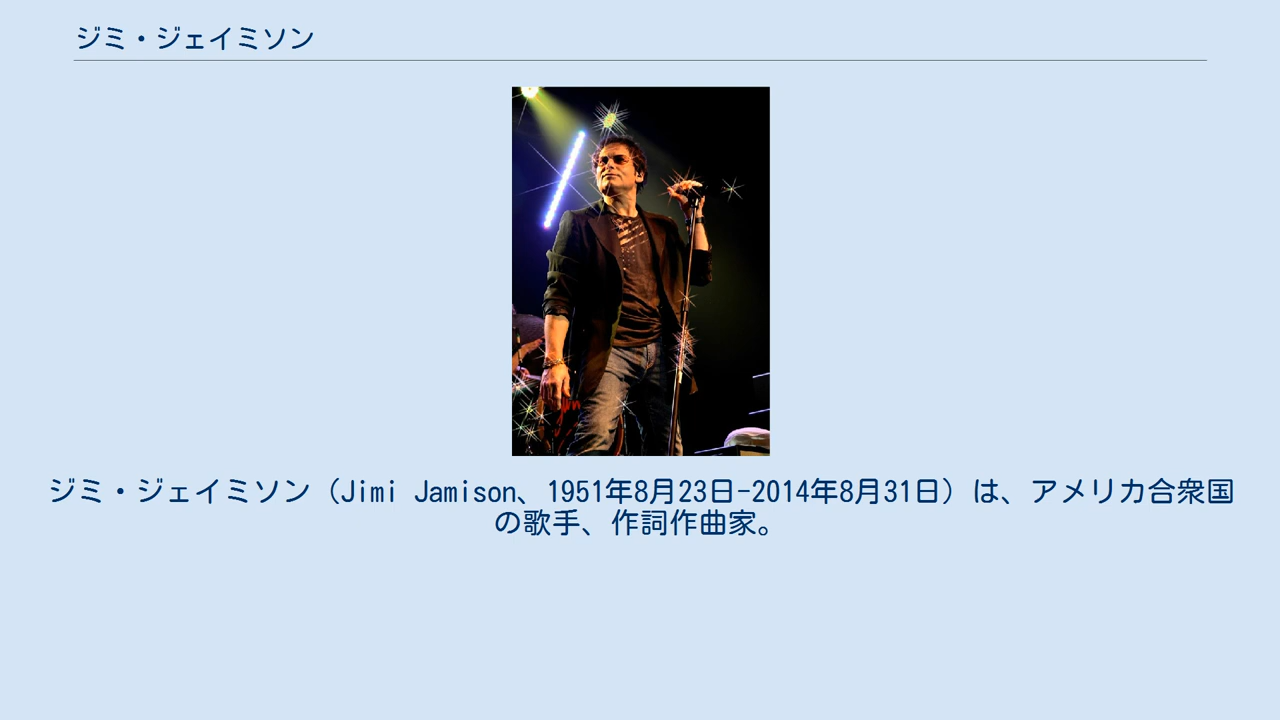 ジミ・ジェイミソン
ジミ・ジェイミソン（Jimi Jamison、1951年8月23日-2014年8月31日）は、アメリカ合衆国
の歌手、作詞作曲家。